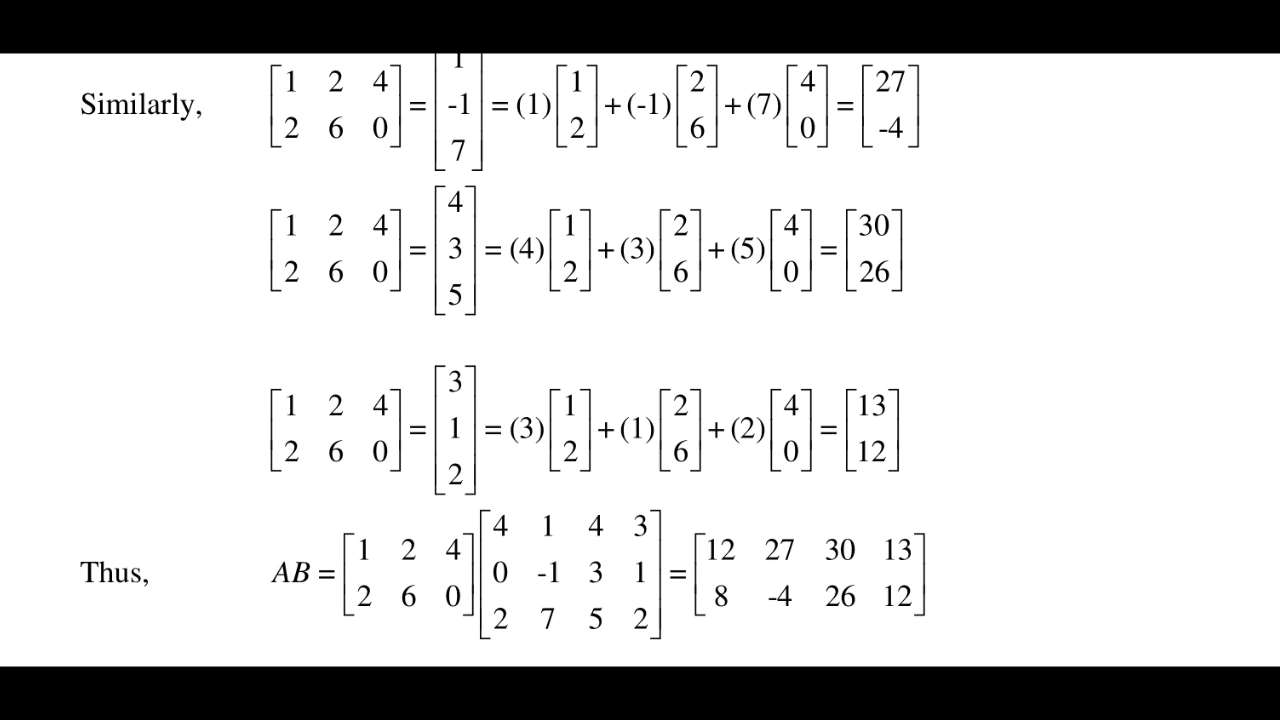 Similarly, [1 2 4; 2 6 0] = [1; -1; 7] = (1)[1; 2] + (-1)[2; 6] + (7)[4; 0] = [27; -4]
[1 2 4; 2 6 0] = [4; 3; 5] = (4)[1; 2] + (3)[2; 6] + (5)[4; 0] = [30; 26]
[1 2 4; 2 6 0] = [3; 1; 2] = (3)[1; 2] + (1)[2; 6] + (2)[4; 0] = [13; 12]
Thus, AB = [1 2 4; 2 6 0][4 1 4 3; 0 -1 3 1; 2 7 5 2] = [12 27 30 13; 8 -4 26 12]